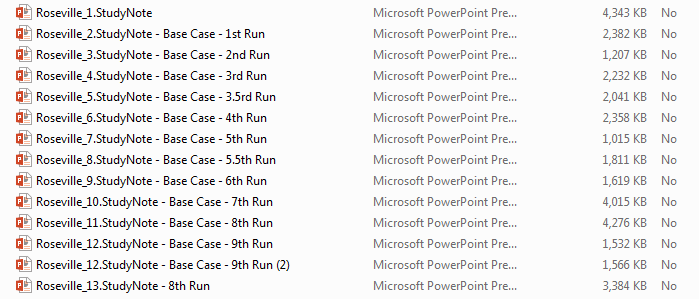 Roseville_1.StudyNote Microsoft PowerPoint Pre... 4,343 KB No
Roseville_2.StudyNote - Base Case - 1st Run Microsoft PowerPoint Pre... 2,382 KB No
Roseville_3.StudyNote - Base Case - 2nd Run Microsoft PowerPoint Pre... 1,207 KB No
Roseville_4.StudyNote - Base Case - 3rd Run Microsoft PowerPoint Pre... 2,232 KB No
Roseville_5.StudyNote - Base Case - 3.5rd Run Microsoft PowerPoint Pre... 2,041 KB No
Roseville_6.StudyNote - Base Case - 4th Run Microsoft PowerPoint Pre... 2,358 KB No
Roseville_7.StudyNote - Base Case - 5th Run Microsoft PowerPoint Pre... 1,015 KB No
Roseville_8.StudyNote - Base Case - 5.5th Run Microsoft PowerPoint Pre... 1,811 KB No
Roseville_9.StudyNote - Base Case - 6th Run Microsoft PowerPoint Pre... 1,619 KB No
Roseville_10.StudyNote - Base Case - 7th Run Microsoft PowerPoint Pre... 4,015 KB No
Roseville_11.StudyNote - Base Case - 8th Run Microsoft PowerPoint Pre... 4,276 KB No
Roseville_12.StudyNote - Base Case - 9th Run Microsoft PowerPoint Pre... 1,532 KB No
Roseville_12.StudyNote - Base Case - 9th Run (2) Microsoft PowerPoint Pre... 1,566 KB No
Roseville_13.StudyNote - 8th Run Microsoft PowerPoint Pre... 3,384 KB No